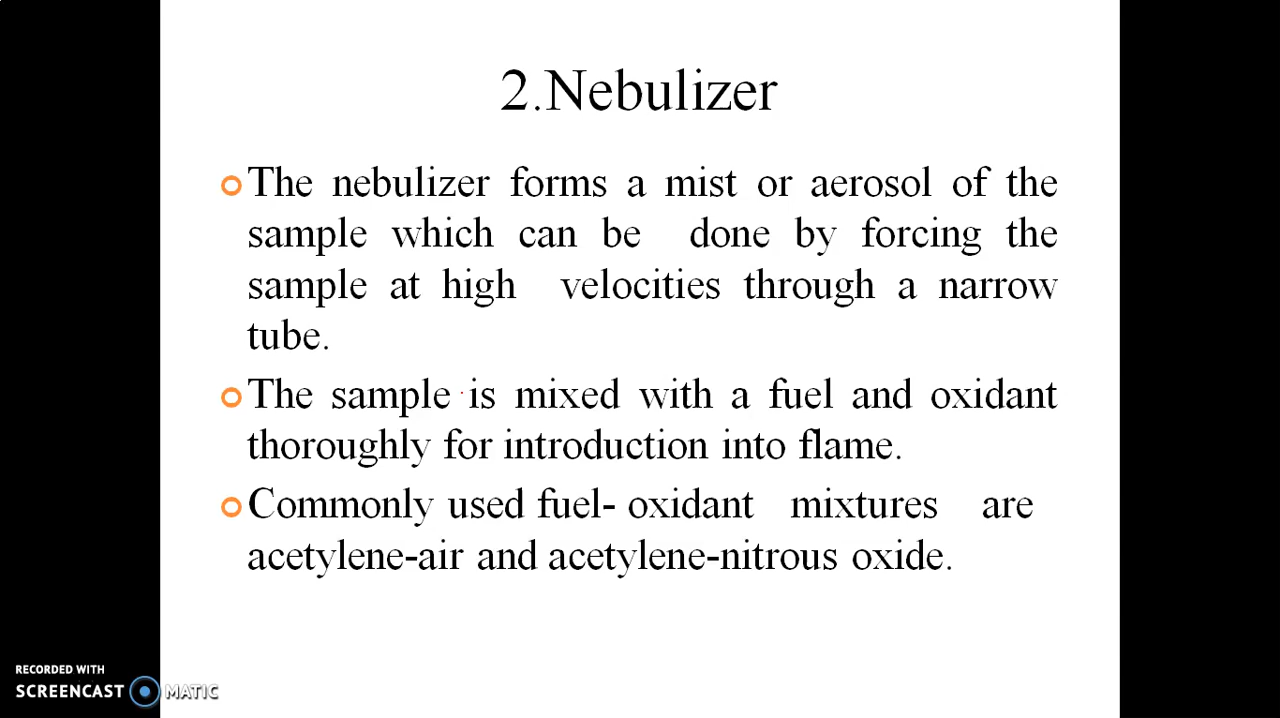 2.Nebulizer
The nebulizer forms a mist or aerosol of the
sample which can be done by forcing the
sample at high velocities through a narrow
tube.
The sample is mixed with a fuel and oxidant
thoroughly for introduction into flame.
Commonly used fuel- oxidant mixtures are
acetylene-air and acetylene-nitrous oxide.
RECORDED WITH
SCREENCAST MATIC